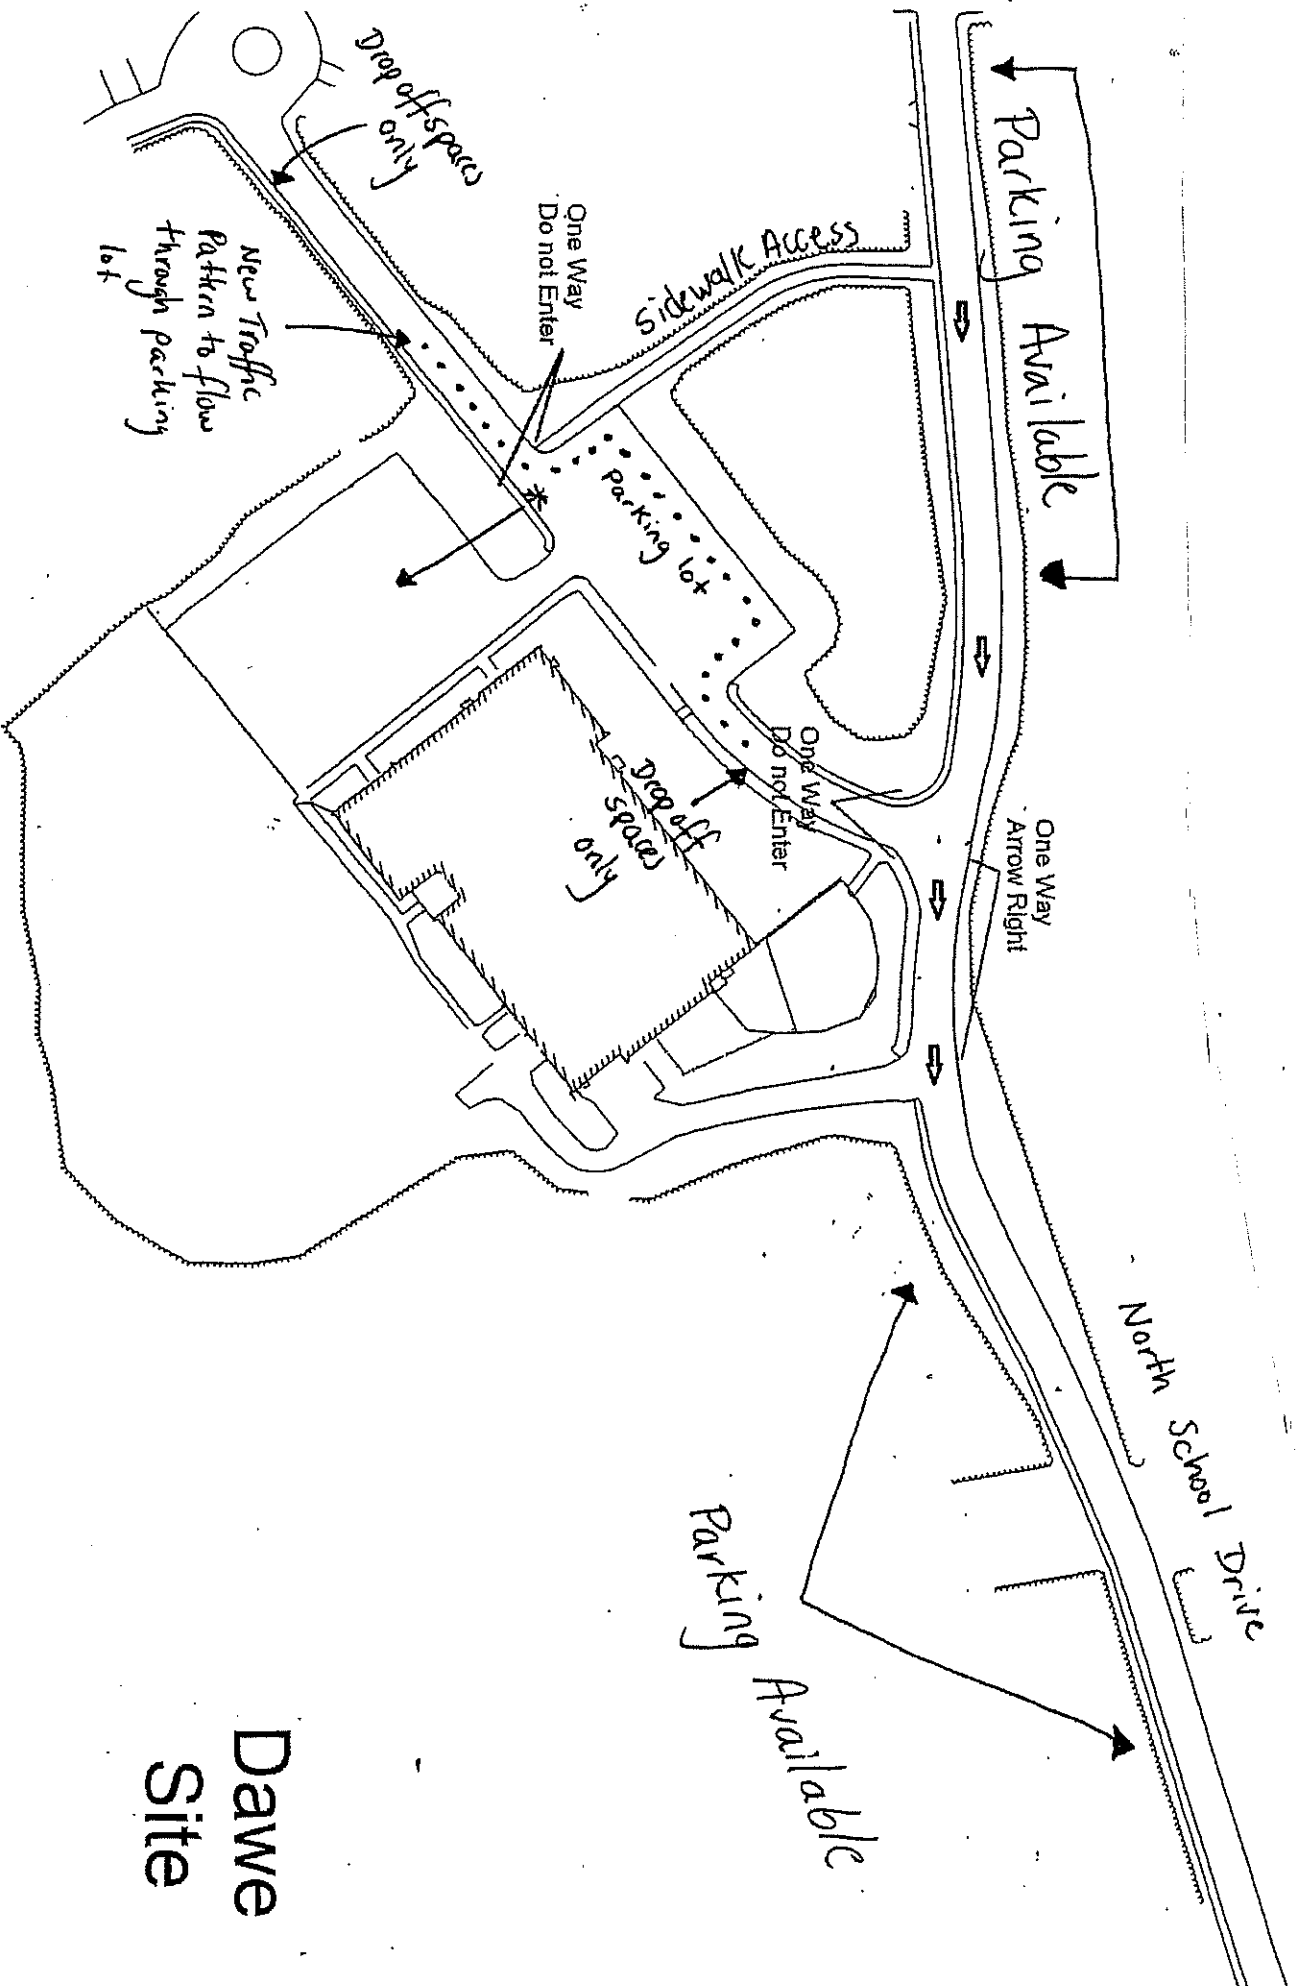 Parking Available
North School Drive
Sidewalk Access
One Way
Do not Enter
Drop off spaces
only
New Traffic
Pattern to flow
through parking
lot
parking lot
One Way
Do not Enter
One Way
Arrow Right
Drop off
spaces
only
Parking Available
Dawe
Site